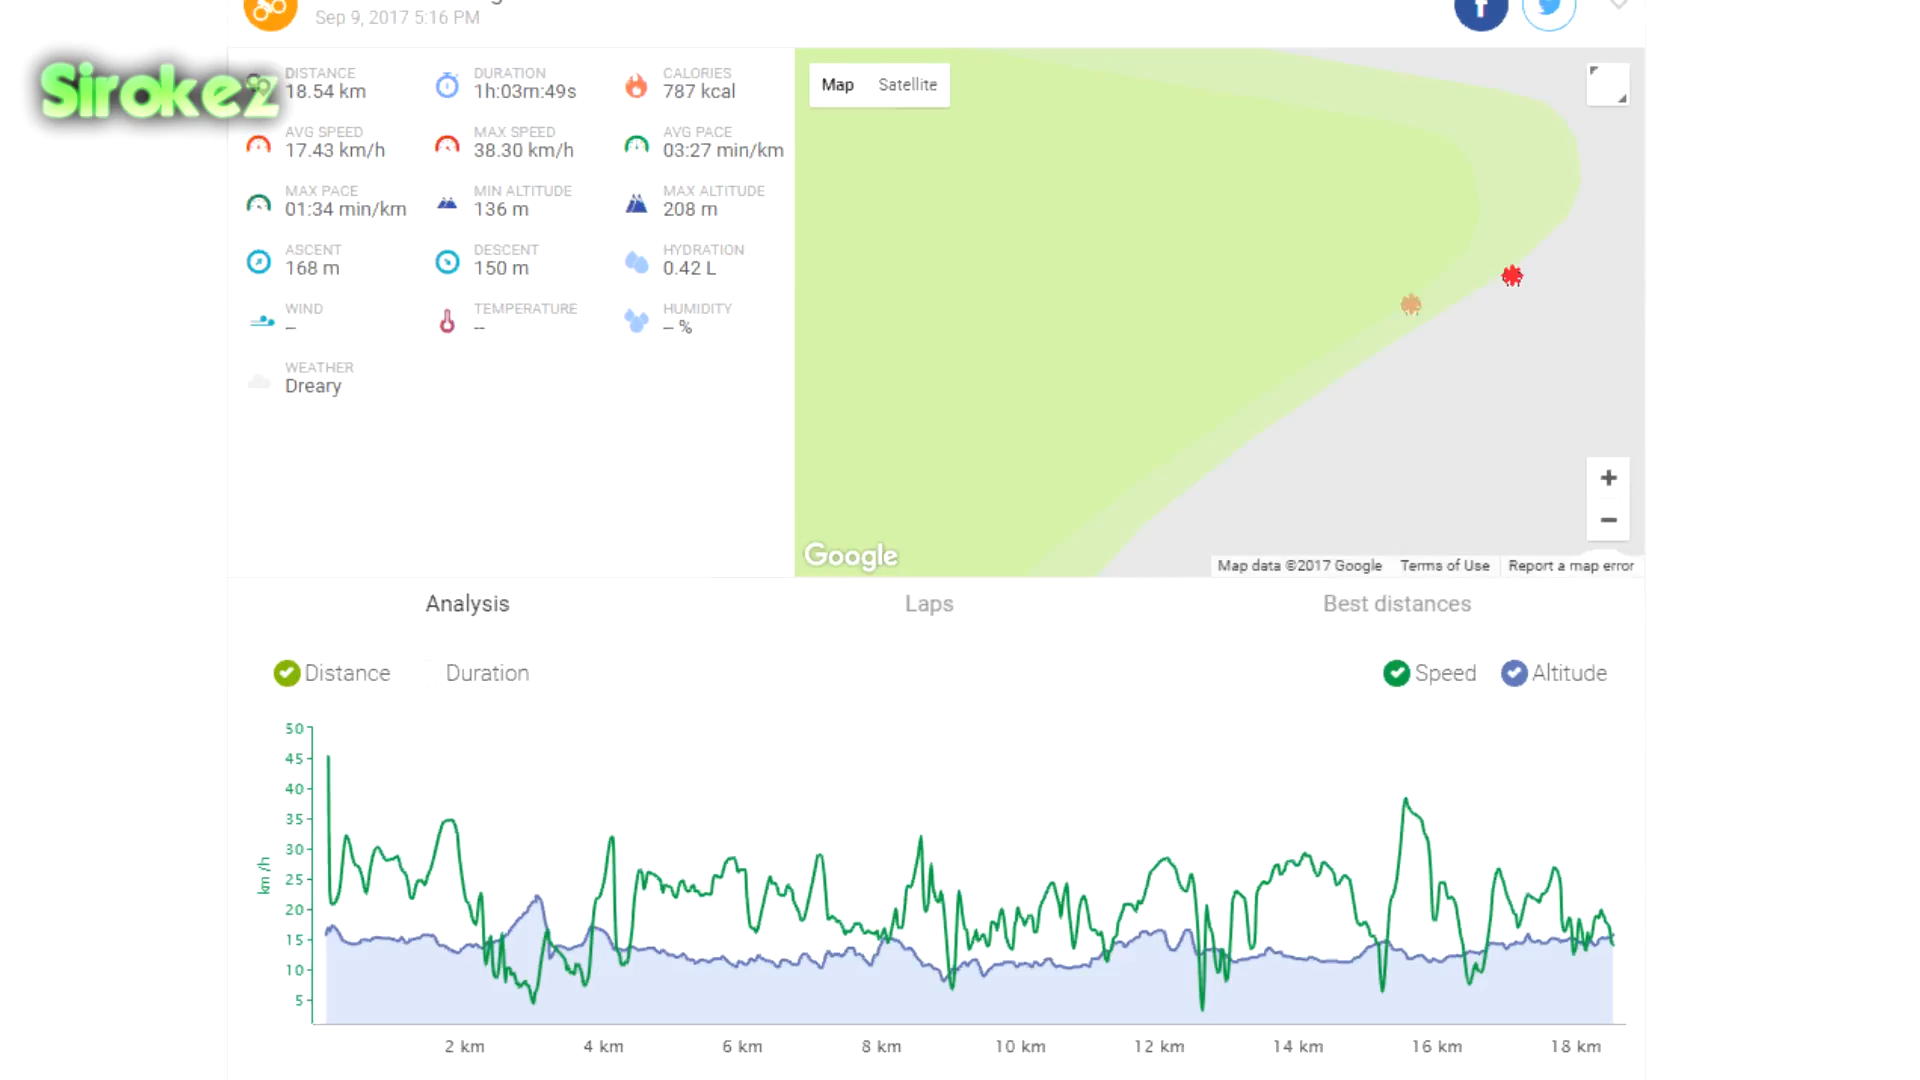 Sep 9, 2017 5:16 PM
Sirokez
DISTANCE
18.54 km
DURATION
1h:03m:49s
CALORIES
787 kcal
AVG SPEED
17.43 km/h
MAX SPEED
38.30 km/h
AVG PACE
03:27 min/km
MAX PACE
01:34 min/km
MIN ALTITUDE
136 m
MAX ALTITUDE
208 m
ASCENT
168 m
DESCENT
150 m
HYDRATION
0.42 L
WIND
--
TEMPERATURE
--
HUMIDITY
-- %
WEATHER
Dreary
Map Satellite
+
−
Google
Map data ©2017 Google Terms of Use Report a map error
Analysis Laps Best distances
Distance Duration Speed Altitude
50
45
40
35
30
25
20
15
10
5
km/h
2 km 4 km 6 km 8 km 10 km 12 km 14 km 16 km 18 km